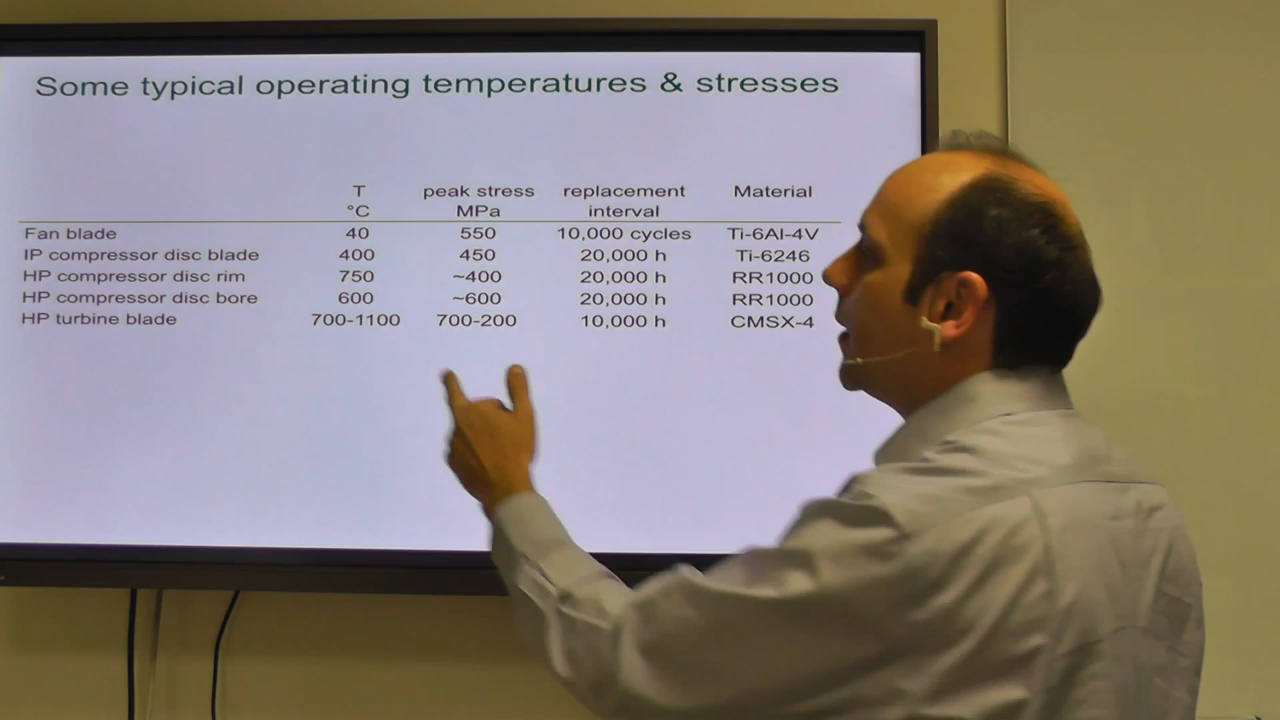 Some typical operating temperatures & stresses
T peak stress replacement Material
°C MPa interval
Fan blade 40 550 10,000 cycles Ti-6Al-4V
IP compressor disc blade 400 450 20,000 h Ti-6246
HP compressor disc rim 750 ~400 20,000 h RR1000
HP compressor disc bore 600 ~600 20,000 h RR1000
HP turbine blade 700-1100 700-200 10,000 h CMSX-4